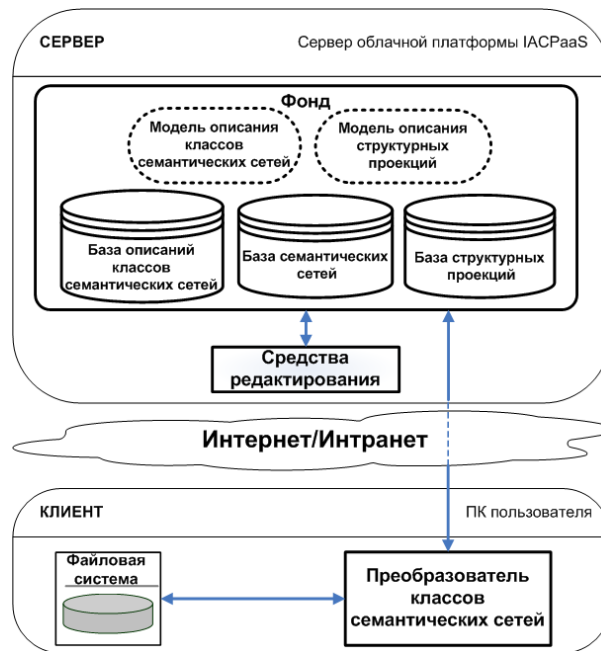 СЕРВЕР
Сервер облачной платформы IACPaaS
Фонд
Модель описания
классов
семантических сетей
Модель описания
структурных
проекций
База описаний
классов
семантических сетей
База семантических
сетей
База структурных
проекций
Средства
редактирования
Интернет/Интранет
КЛИЕНТ
ПК пользователя
Файловая
система
Преобразователь
классов
семантических сетей